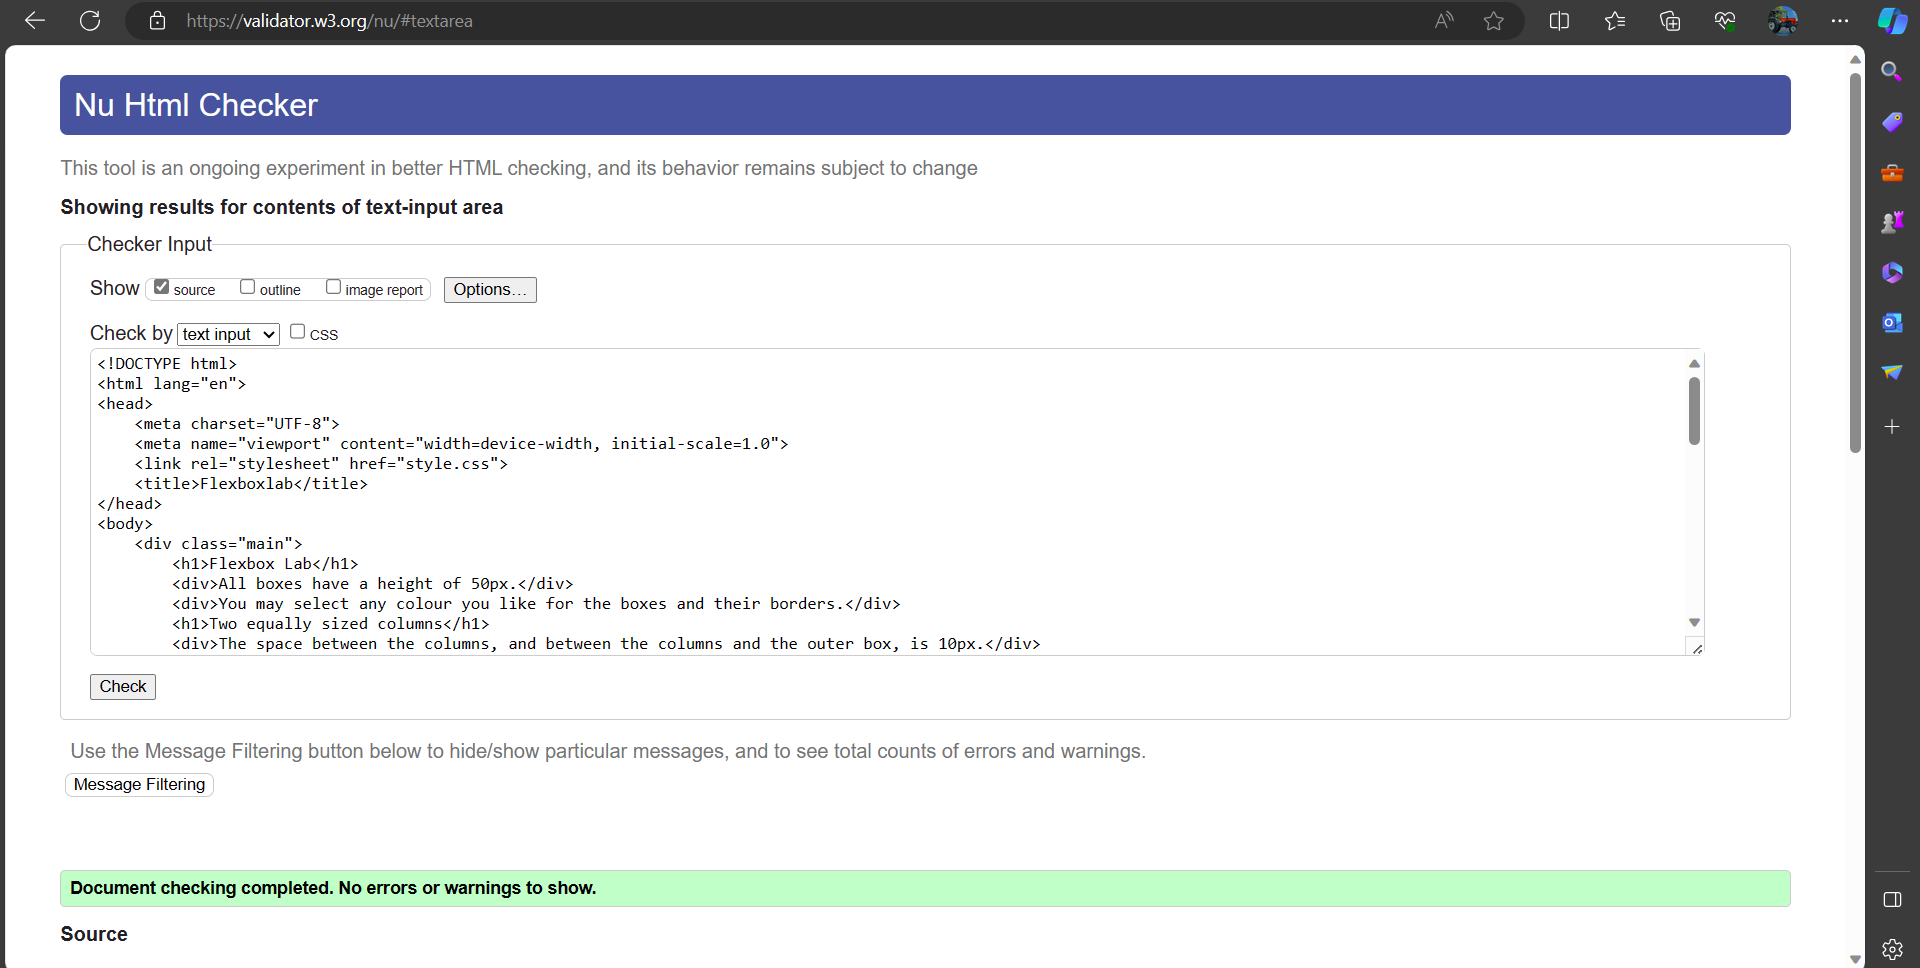 https://validator.w3.org/nu/#textarea
Nu Html Checker
This tool is an ongoing experiment in better HTML checking, and its behavior remains subject to change
Showing results for contents of text-input area
Checker Input
Show source outline image report Options...
Check by text input CSS
<!DOCTYPE html>
<html lang="en">
<head>
    <meta charset="UTF-8">
    <meta name="viewport" content="width=device-width, initial-scale=1.0">
    <link rel="stylesheet" href="style.css">
    <title>Flexboxlab</title>
</head>
<body>
    <div class="main">
        <h1>Flexbox Lab</h1>
        <div>All boxes have a height of 50px.</div>
        <div>You may select any colour you like for the boxes and their borders.</div>
        <h1>Two equally sized columns</h1>
        <div>The space between the columns, and between the columns and the outer box, is 10px.</div>
Check
Use the Message Filtering button below to hide/show particular messages, and to see total counts of errors and warnings.
Message Filtering
Document checking completed. No errors or warnings to show.
Source